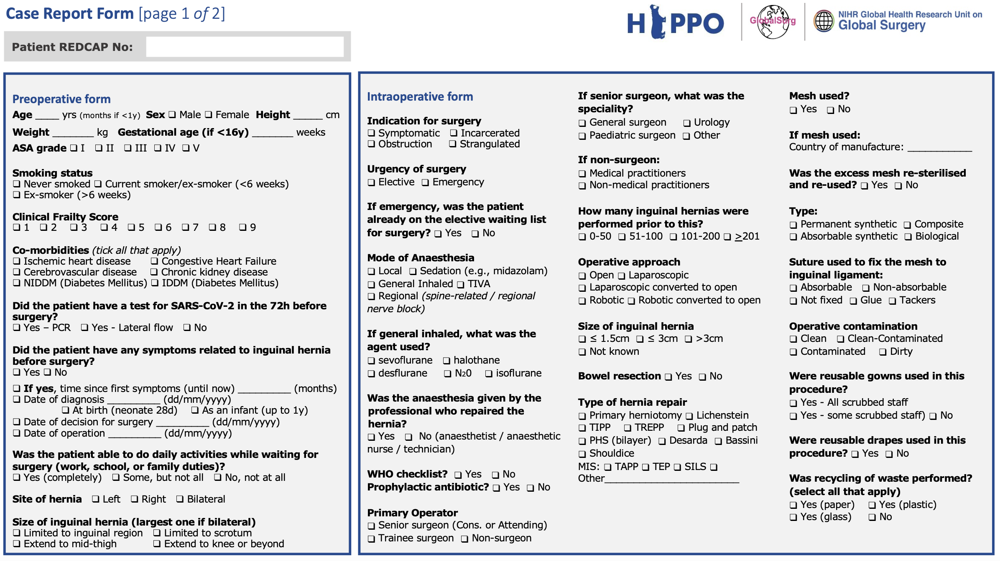 Case Report Form [page 1 of 2]
H PPO
GlobalSurg
NIHR Global Health Research Unit on
Global Surgery
Patient REDCAP No:
Preoperative form
Age ____ yrs (months if <1y) Sex ❑ Male ❑ Female Height _____ cm
Weight _______ kg Gestational age (if <16y) _______ weeks
ASA grade ❑ I ❑ II ❑ III ❑ IV ❑ V
Smoking status
❑ Never smoked ❑ Current smoker/ex-smoker (<6 weeks)
❑ Ex-smoker (>6 weeks)
Clinical Frailty Score
❑ 1 ❑ 2 ❑ 3 ❑ 4 ❑ 5 ❑ 6 ❑ 7 ❑ 8 ❑ 9
Co-morbidities (tick all that apply)
❑ Ischemic heart disease ❑ Congestive Heart Failure
❑ Cerebrovascular disease ❑ Chronic kidney disease
❑ NIDDM (Diabetes Mellitus) ❑ IDDM (Diabetes Mellitus)
Did the patient have a test for SARS-CoV-2 in the 72h before
surgery?
❑ Yes – PCR ❑ Yes - Lateral flow ❑ No
Did the patient have any symptoms related to inguinal hernia
before surgery?
❑ Yes ❑ No
❑ If yes, time since first symptoms (until now) _________ (months)
❑ Date of diagnosis _________ (dd/mm/yyyy)
❑ At birth (neonate 28d) ❑ As an infant (up to 1y)
❑ Date of decision for surgery _________ (dd/mm/yyyy)
❑ Date of operation _________ (dd/mm/yyyy)
Was the patient able to do daily activities while waiting for
surgery (work, school, or family duties)?
❑ Yes (completely) ❑ Some, but not all ❑ No, not at all
Site of hernia ❑ Left ❑ Right ❑ Bilateral
Size of inguinal hernia (largest one if bilateral)
❑ Limited to inguinal region ❑ Limited to scrotum
❑ Extend to mid-thigh ❑ Extend to knee or beyond
Intraoperative form
Indication for surgery
❑ Symptomatic ❑ Incarcerated
❑ Obstruction ❑ Strangulated
Urgency of surgery
❑ Elective ❑ Emergency
If emergency, was the patient
already on the elective waiting list
for surgery? ❑ Yes ❑ No
Mode of Anaesthesia
❑ Local ❑ Sedation (e.g., midazolam)
❑ General Inhaled ❑ TIVA
❑ Regional (spine-related / regional
nerve block)
If general inhaled, what was the
agent used?
❑ sevoflurane ❑ halothane
❑ desflurane ❑ N20 ❑ isoflurane
Was the anaesthesia given by the
professional who repaired the
hernia?
❑ Yes ❑ No (anaesthetist / anaesthetic
nurse / technician)
WHO checklist? ❑ Yes ❑ No
Prophylactic antibiotic? ❑ Yes ❑ No
Primary Operator
❑ Senior surgeon (Cons. or Attending)
❑ Trainee surgeon ❑ Non-surgeon
If senior surgeon, what was the
speciality?
❑ General surgeon ❑ Urology
❑ Paediatric surgeon ❑ Other
If non-surgeon:
❑ Medical practitioners
❑ Non-medical practitioners
How many inguinal hernias were
performed prior to this?
❑ 0-50 ❑ 51-100 ❑ 101-200 ❑ >201
Operative approach
❑ Open ❑ Laparoscopic
❑ Laparoscopic converted to open
❑ Robotic ❑ Robotic converted to open
Size of inguinal hernia
❑ ≤ 1.5cm ❑ ≤ 3cm ❑ >3cm
❑ Not known
Bowel resection ❑ Yes ❑ No
Type of hernia repair
❑ Primary herniotomy ❑ Lichenstein
❑ TIPP ❑ TREPP ❑ Plug and patch
❑ PHS (bilayer) ❑ Desarda ❑ Bassini
❑ Shouldice
MIS: ❑ TAPP ❑ TEP ❑ SILS ❑
Other_______________________
Mesh used?
❑ Yes ❑ No
If mesh used:
Country of manufacture: ___________
Was the excess mesh re-sterilised
and re-used? ❑ Yes ❑ No
Type:
❑ Permanent synthetic ❑ Composite
❑ Absorbable synthetic ❑ Biological
Suture used to fix the mesh to
inguinal ligament:
❑ Absorbable ❑ Non-absorbable
❑ Not fixed ❑ Glue ❑ Tackers
Operative contamination
❑ Clean ❑ Clean-Contaminated
❑ Contaminated ❑ Dirty
Were reusable gowns used in this
procedure?
❑ Yes - All scrubbed staff
❑ Yes - some scrubbed staff) ❑ No
Were reusable drapes used in this
procedure? ❑ Yes ❑ No
Was recycling of waste performed?
(select all that apply)
❑ Yes (paper) ❑ Yes (plastic)
❑ Yes (glass) ❑ No